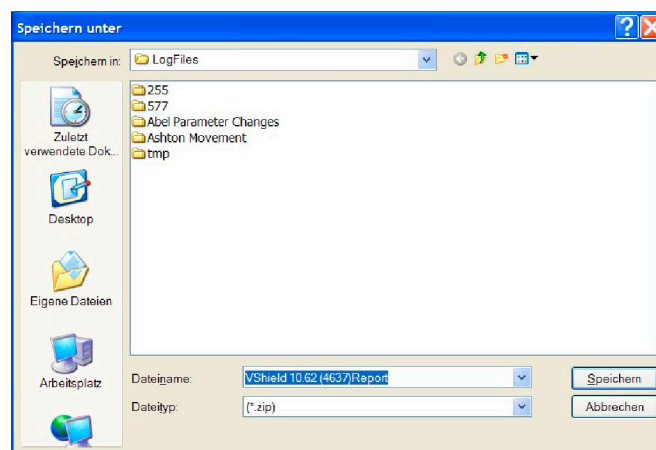 Speichern unter
Speichern in:
LogFiles
255
577
Abel Parameter Changes
Ashton Movement
tmp
Zuletzt
verwendete Dok...
Desktop
Eigene Dateien
Arbeitsplatz
Dateiname:
VShield 10.62 (4637)Report
Speichern
Dateityp:
(*.zip)
Abbrechen